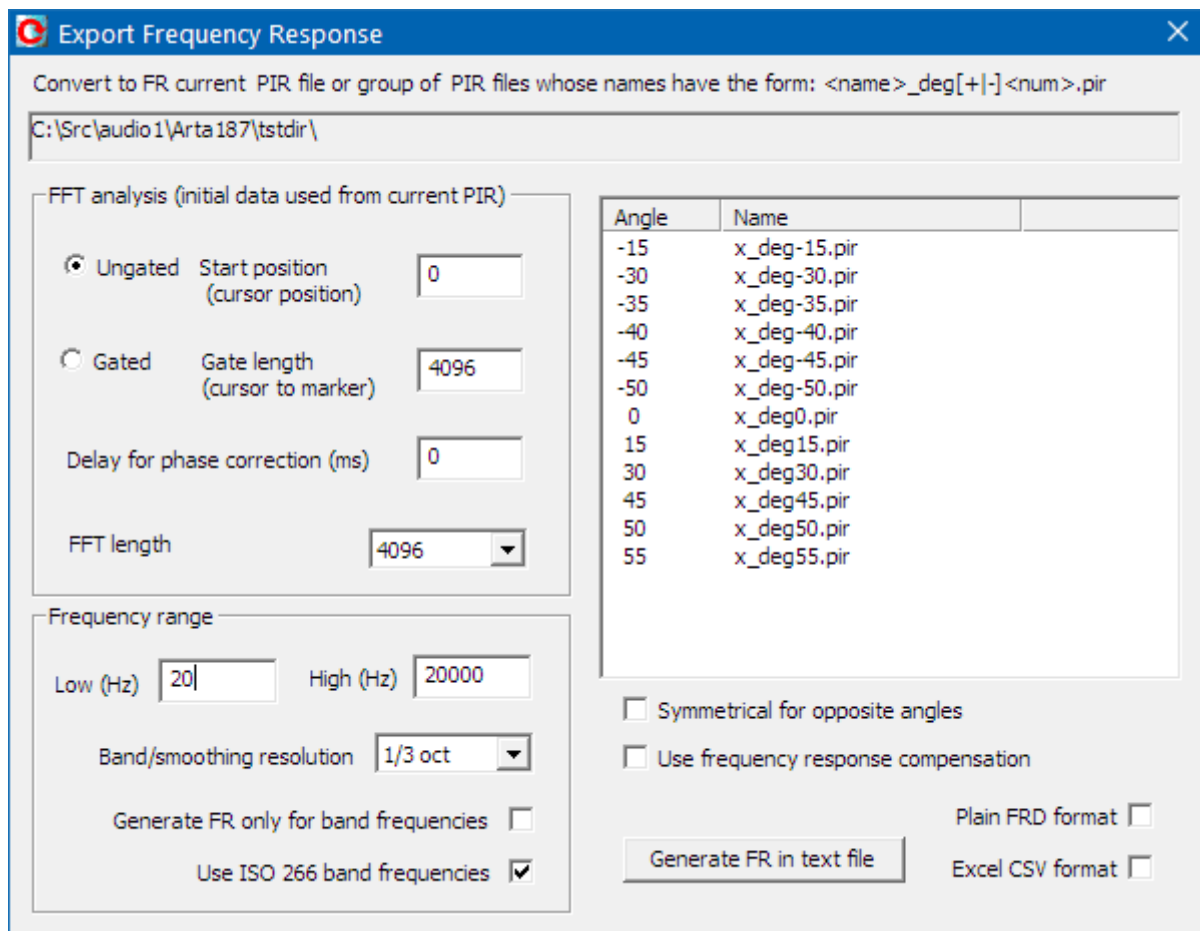 Export Frequency Response
Convert to FR current PIR file or group of PIR files whose names have the form: <name>_deg[+|-]<num>.pir
C:\Src\audio1\Arta187\tstdir\
FFT analysis (initial data used from current PIR)
Ungated Start position 0
(cursor position)
Gated Gate length 4096
(cursor to marker)
Delay for phase correction (ms) 0
FFT length 4096
Frequency range
Low (Hz) 20 High (Hz) 20000
Band/smoothing resolution 1/3 oct
Generate FR only for band frequencies
Use ISO 266 band frequencies
Angle Name
-15 x_deg-15.pir
-30 x_deg-30.pir
-35 x_deg-35.pir
-40 x_deg-40.pir
-45 x_deg-45.pir
-50 x_deg-50.pir
0 x_deg0.pir
15 x_deg15.pir
30 x_deg30.pir
45 x_deg45.pir
50 x_deg50.pir
55 x_deg55.pir
Symmetrical for opposite angles
Use frequency response compensation
Plain FRD format
Generate FR in text file
Excel CSV format